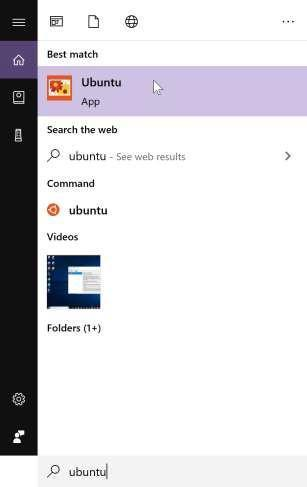 Best match
Ubuntu
App
Search the web
ubuntu - See web results
Command
ubuntu
Videos
Folders (1+)
ubuntu